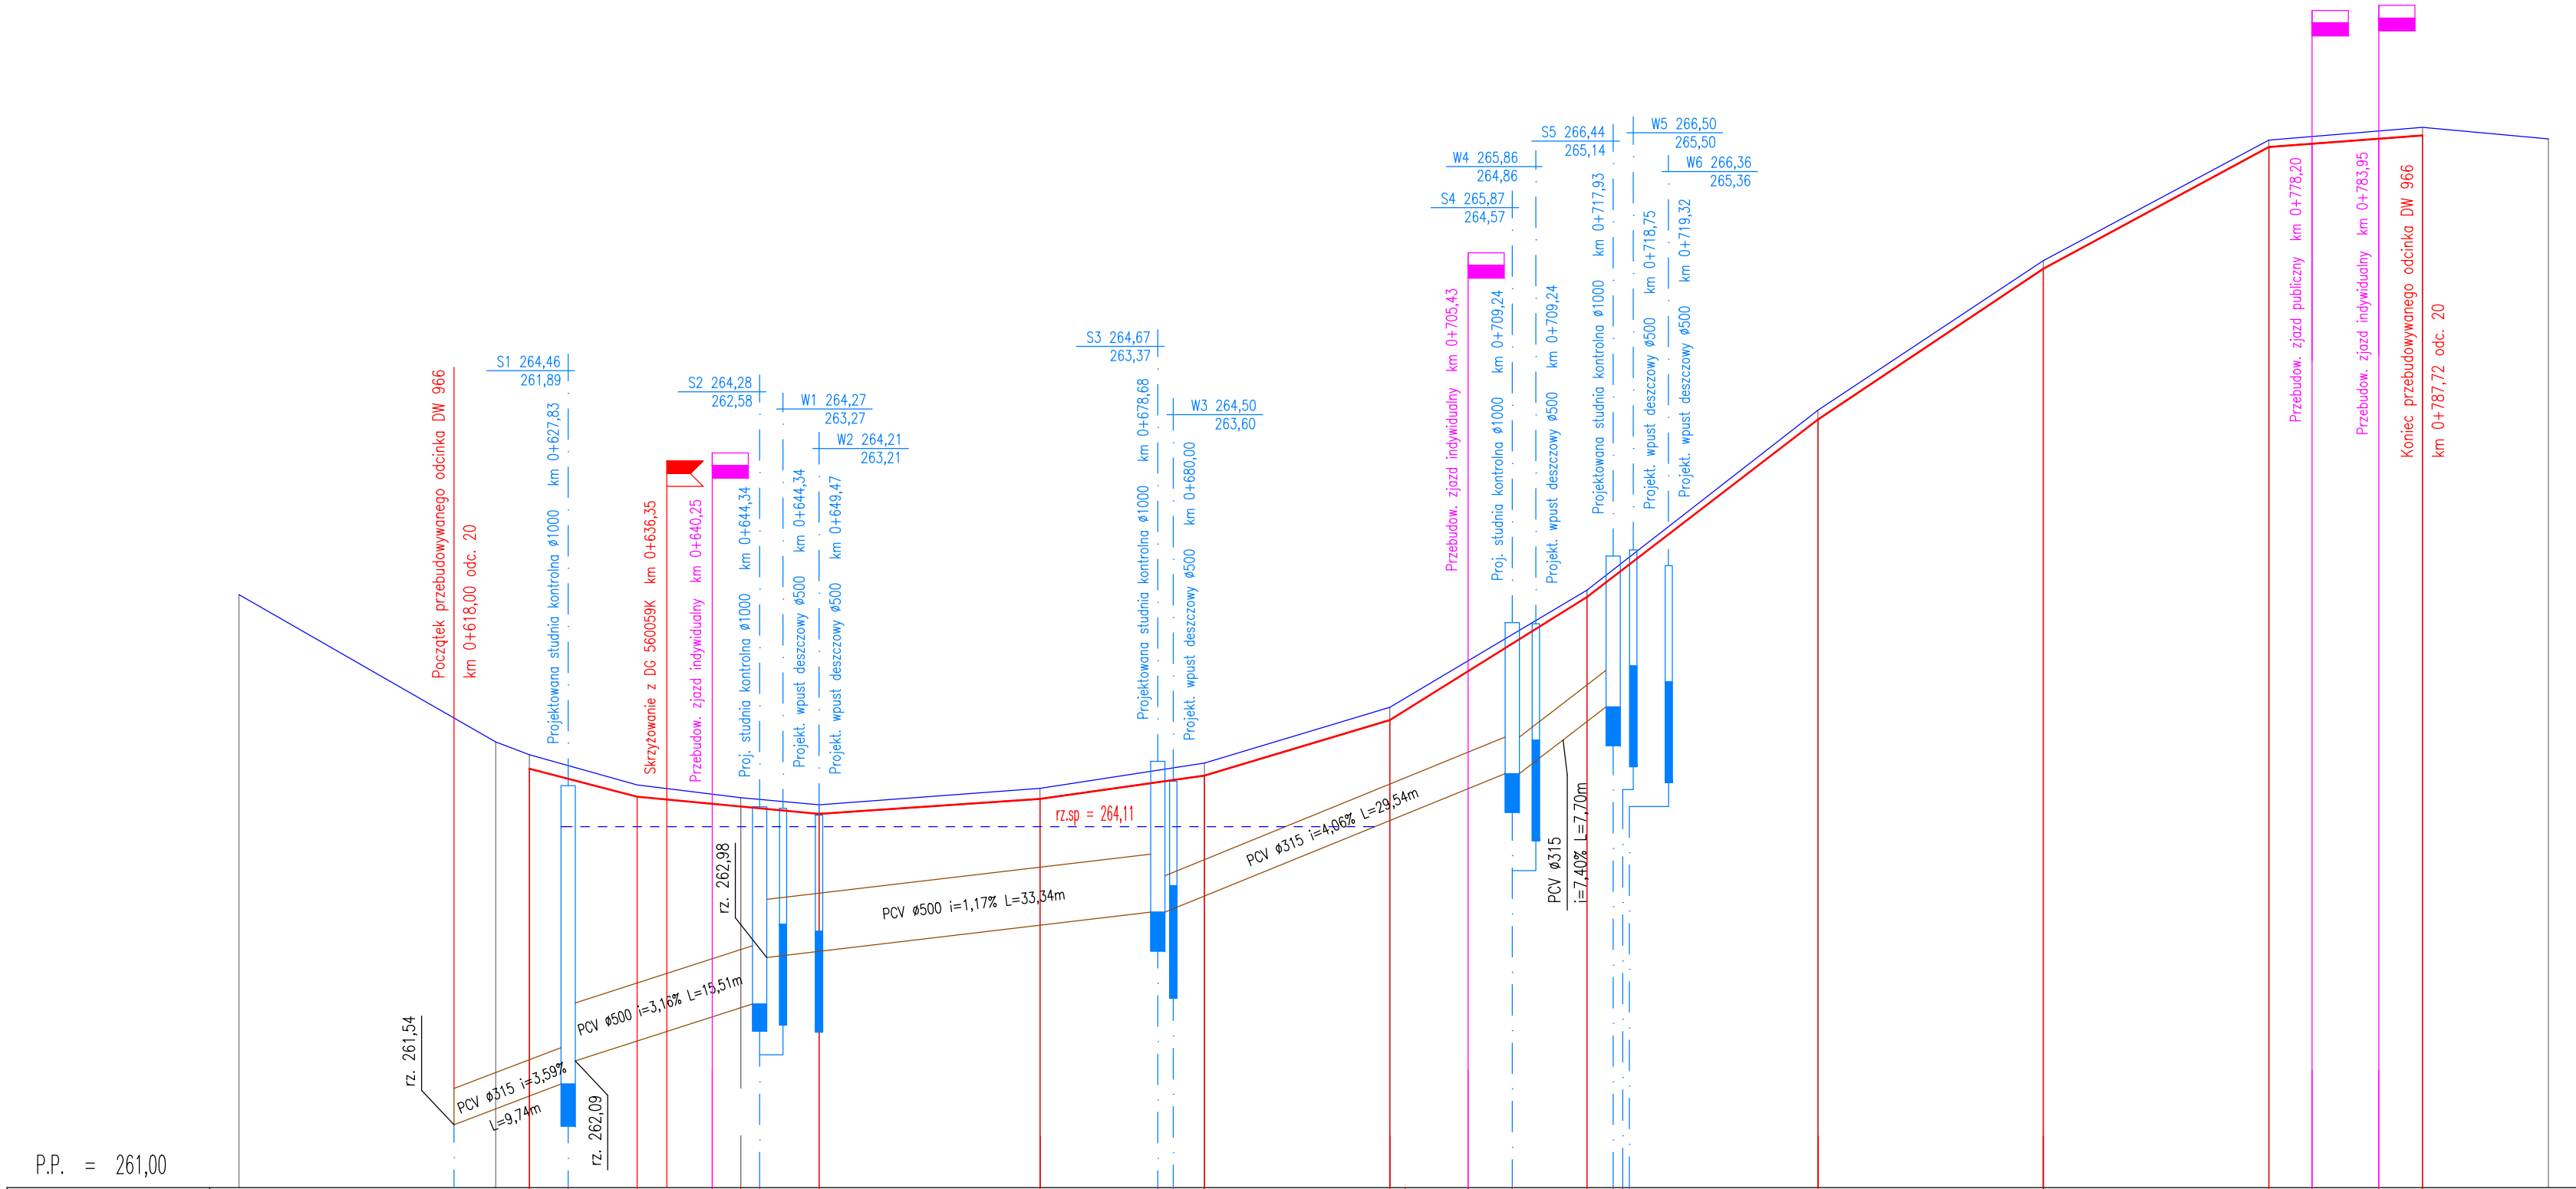 Początek przebudowywanego odcinka DW 966
km 0+618,00 odc. 20
S1 264,46
261,89
Projektowana studnia kontrolna ø1000 km 0+627,83
Skrzyżowanie z DG 560059K km 0+636,35
Przebudow. zjazd indywidualny km 0+640,25
S2 264,28
262,58
Proj. studnia kontrolna ø1000 km 0+644,34
W1 264,27
263,27
Projekt. wpust deszczowy ø500 km 0+644,34
W2 264,21
263,21
Projekt. wpust deszczowy ø500 km 0+649,47
S3 264,67
263,37
Projektowana studnia kontrolna ø1000 km 0+678,68
W3 264,50
263,60
Projekt. wpust deszczowy ø500 km 0+680,00
Przebudow. zjazd indywidualny km 0+705,43
S4 265,87
264,57
Proj. studnia kontrolna ø1000 km 0+709,24
W4 265,86
264,86
Projekt. wpust deszczowy ø500 km 0+709,24
S5 266,44
265,14
Projektowana studnia kontrolna ø1000 km 0+717,93
W5 266,50
265,50
Projekt. wpust deszczowy ø500 km 0+718,75
W6 266,36
265,36
Projekt. wpust deszczowy ø500 km 0+719,32
Przebudow. zjazd publiczny km 0+778,20
Przebudow. zjazd indywidualny km 0+783,95
Koniec przebudowywanego odcinka DW 966
km 0+787,72 odc. 20
rz.sp = 264,11
rz. 261,54
PCV ø315 i=3,59%
L=9,74m
rz. 262,09
PCV ø500 i=3,16% L=15,51m
rz. 262,98
PCV ø500 i=1,17% L=33,34m
PCV ø315 i=4,06% L=29,54m
PCV ø315
i=7,40% L=7,70m
P.P. = 261,00